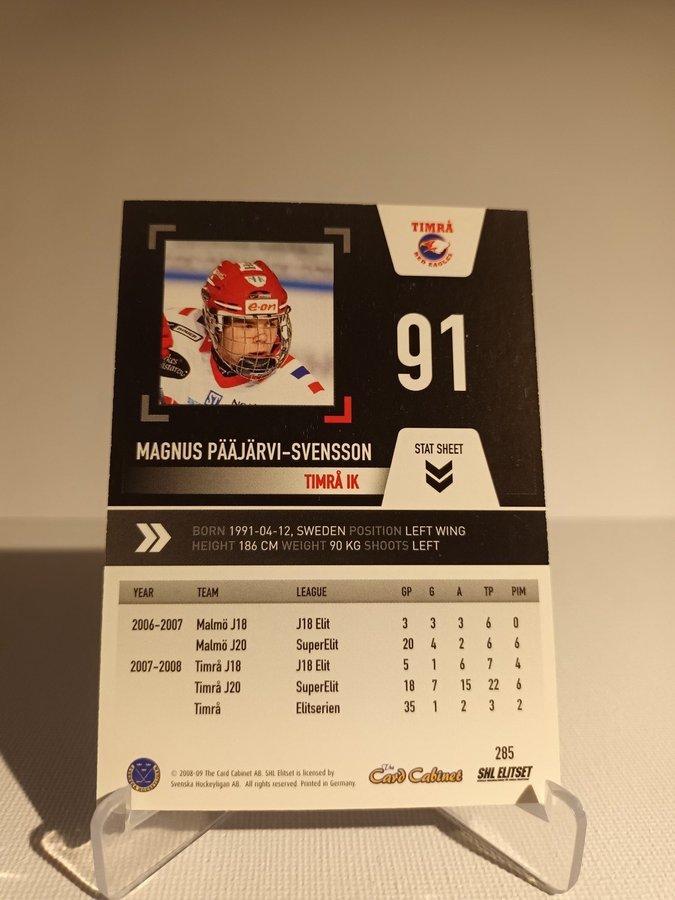 TIMRÅ
RED EAGLES
e-on
91
MAGNUS PÄÄJÄRVI-SVENSSON
TIMRÅ IK
STAT SHEET
BORN 1991-04-12, SWEDEN POSITION LEFT WING
HEIGHT 186 CM WEIGHT 90 KG SHOOTS LEFT
YEAR TEAM LEAGUE GP G A TP PIM
2006-2007 Malmö J18 J18 Elit 3 3 3 6 0
Malmö J20 SuperElit 20 4 2 6 6
2007-2008 Timrå J18 J18 Elit 5 1 6 7 4
Timrå J20 SuperElit 18 7 15 22 6
Timrå Elitserien 35 1 2 3 2
285
© 2008-09 The Card Cabinet AB. SHL Elitset is licensed by
Svenska Hockeyligan AB. All rights reserved. Printed in Germany.
The
Card Cabinet
SHL ELITSET